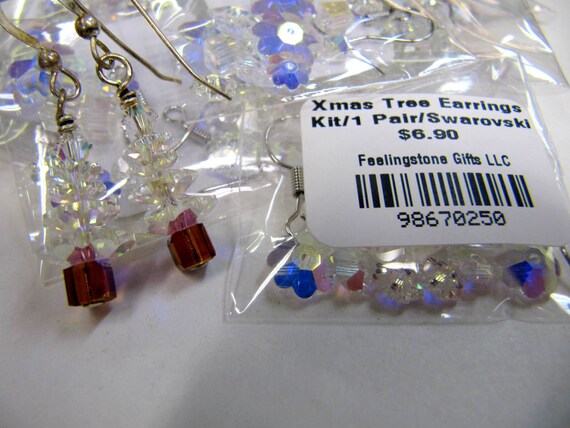 Xmas Tree Earrings
Kit/1 Pair/Swarovski
$6.90
Feelingstone Gifts LLC
98670250